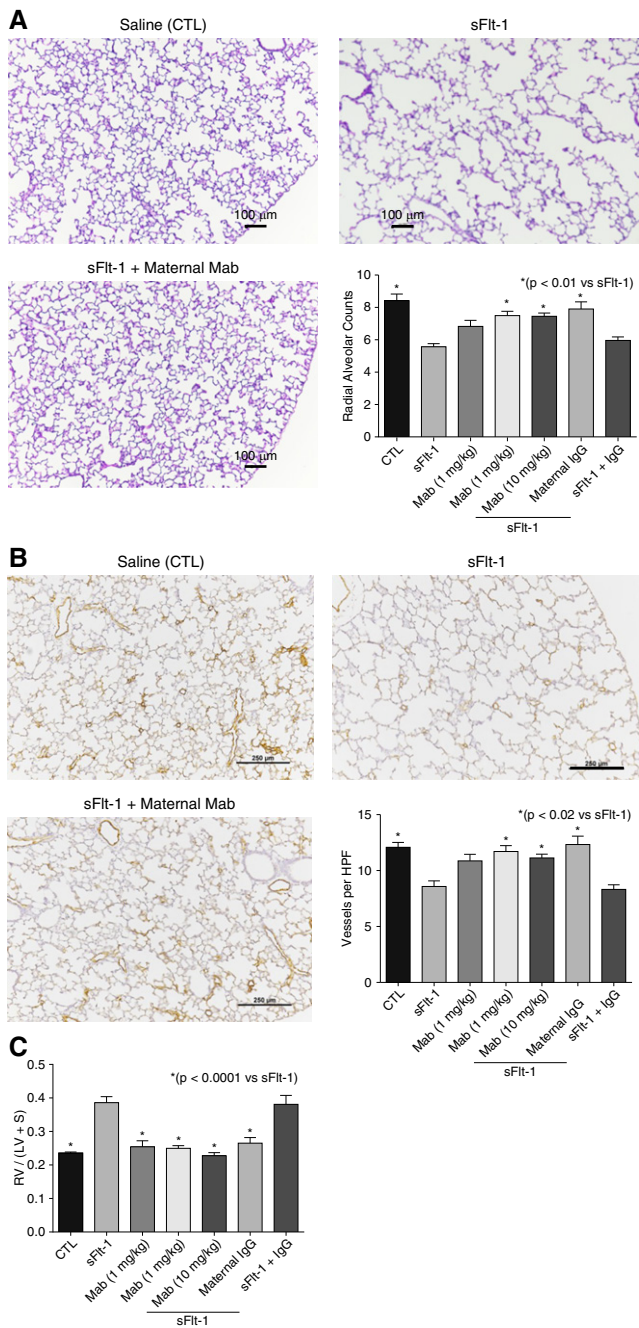 A
Saline (CTL)
sFlt-1
100 µm
100 µm
sFlt-1 + Maternal Mab
100 µm
*(p < 0.01 vs sFlt-1)
Radial Alveolar Counts
10
8
6
4
2
0
*
*
*
*
CTL
sFlt-1
Mab (1 mg/kg)
Mab (1 mg/kg)
Mab (10 mg/kg)
Maternal IgG
sFlt-1 + IgG
sFlt-1
B
Saline (CTL)
sFlt-1
250 µm
250 µm
sFlt-1 + Maternal Mab
250 µm
*(p < 0.02 vs sFlt-1)
Vessels per HPF
15
10
5
0
*
*
*
*
CTL
sFlt-1
Mab (1 mg/kg)
Mab (1 mg/kg)
Mab (10 mg/kg)
Maternal IgG
sFlt-1 + IgG
sFlt-1
C
*(p < 0.0001 vs sFlt-1)
RV / (LV + S)
0.4
0.3
0.2
0.1
0.0
*
*
*
*
*
CTL
sFlt-1
Mab (1 mg/kg)
Mab (1 mg/kg)
Mab (10 mg/kg)
Maternal IgG
sFlt-1 + IgG
sFlt-1